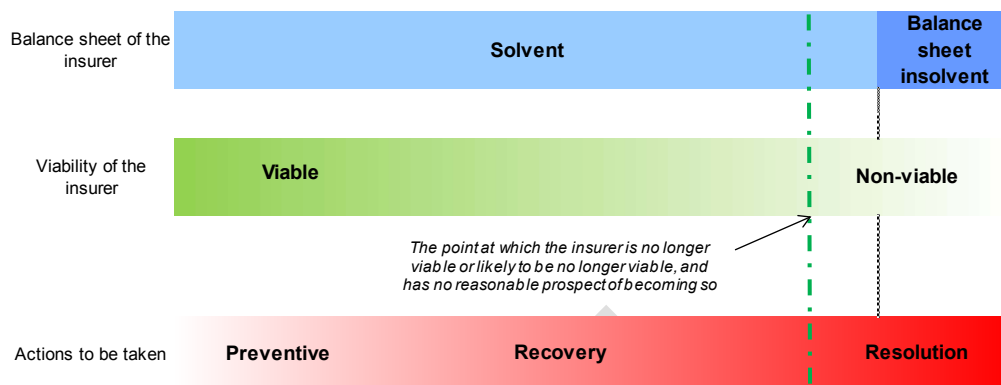 Balance sheet of the
insurer
Solvent
Balance
sheet
insolvent
Viability of the
insurer
Viable
Non-viable
The point at which the insurer is no longer
viable or likely to be no longer viable, and
has no reasonable prospect of becoming so
Actions to be taken
Preventive
Recovery
Resolution